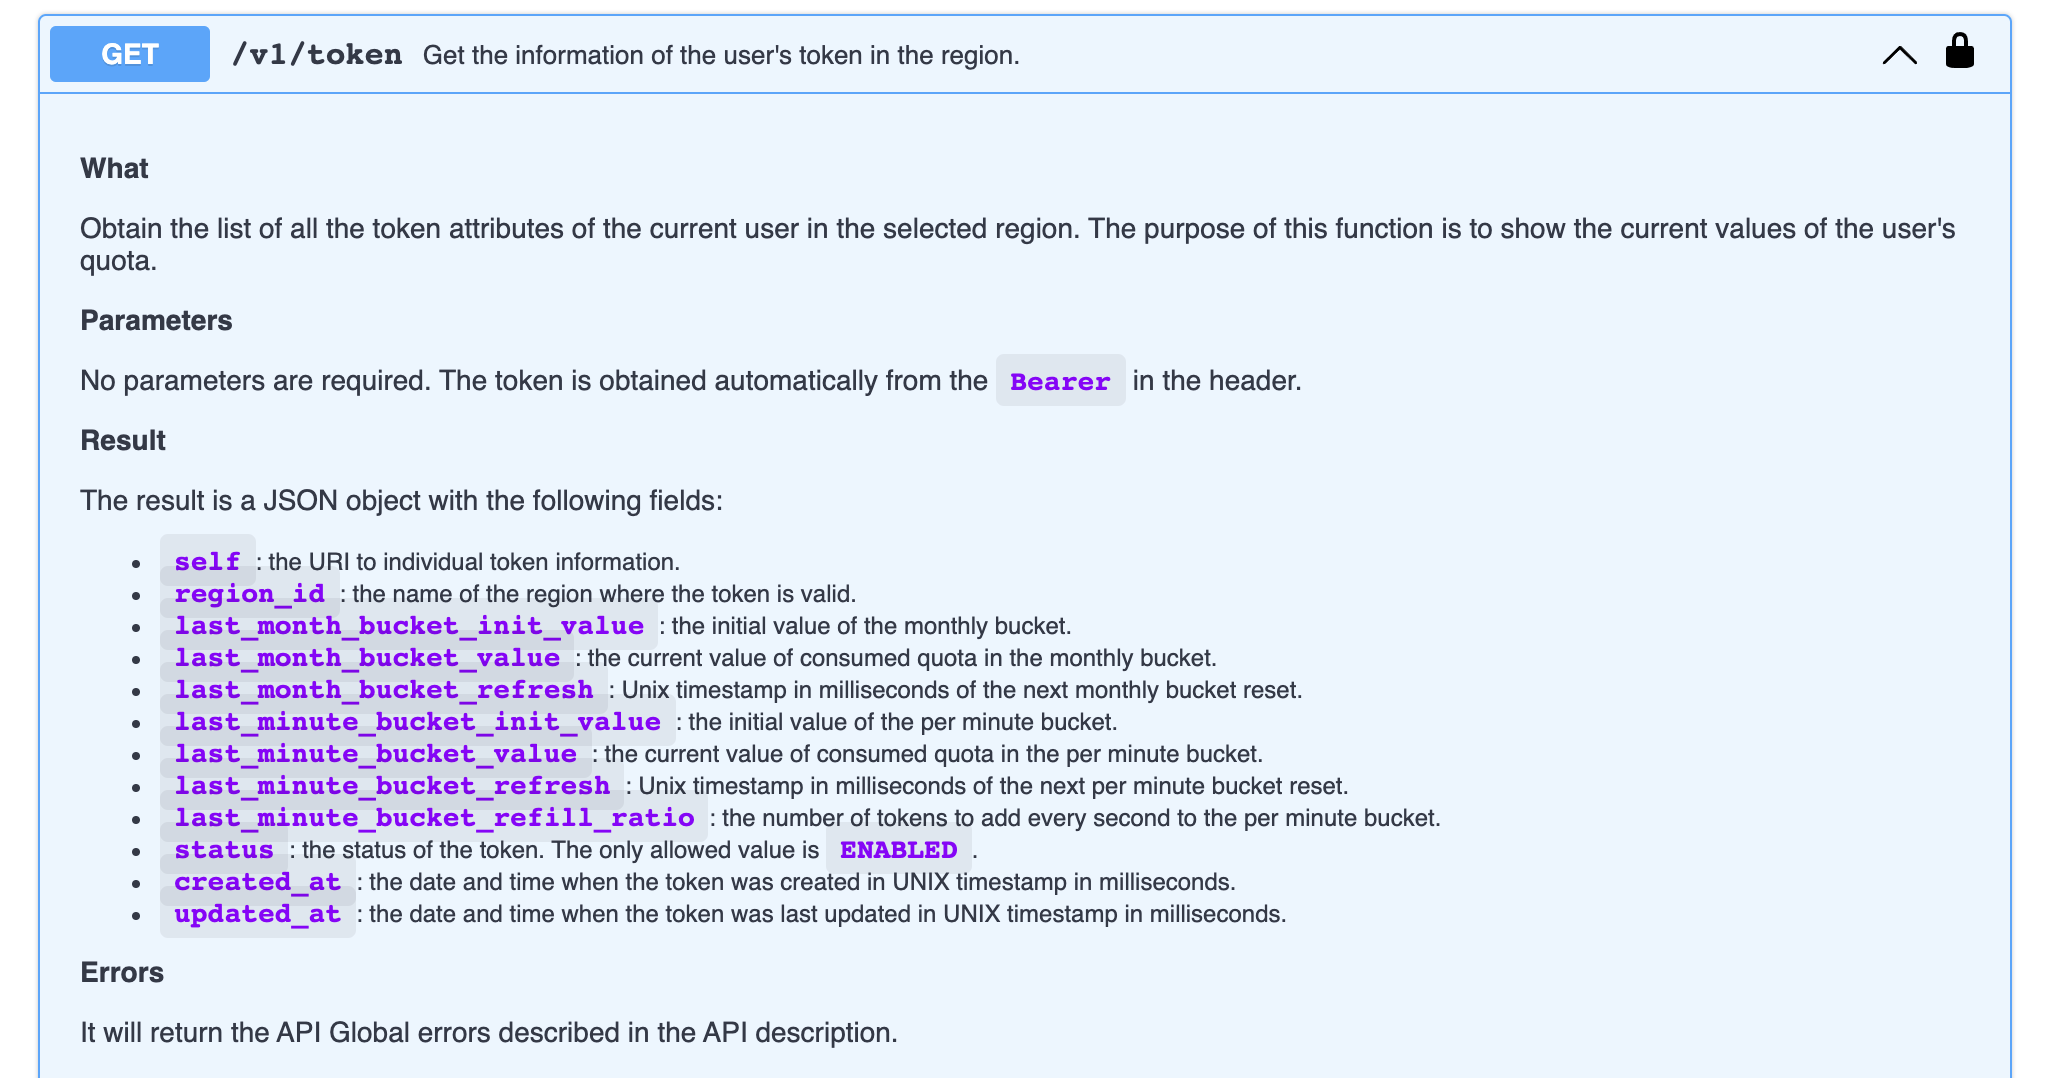 GET /v1/token Get the information of the user's token in the region.
What
Obtain the list of all the token attributes of the current user in the selected region. The purpose of this function is to show the current values of the user's
quota.
Parameters
No parameters are required. The token is obtained automatically from the Bearer in the header.
Result
The result is a JSON object with the following fields:
• self : the URI to individual token information.
• region_id : the name of the region where the token is valid.
• last_month_bucket_init_value : the initial value of the monthly bucket.
• last_month_bucket_value : the current value of consumed quota in the monthly bucket.
• last_month_bucket_refresh : Unix timestamp in milliseconds of the next monthly bucket reset.
• last_minute_bucket_init_value : the initial value of the per minute bucket.
• last_minute_bucket_value : the current value of consumed quota in the per minute bucket.
• last_minute_bucket_refresh : Unix timestamp in milliseconds of the next per minute bucket reset.
• last_minute_bucket_refill_ratio : the number of tokens to add every second to the per minute bucket.
• status : the status of the token. The only allowed value is ENABLED .
• created_at : the date and time when the token was created in UNIX timestamp in milliseconds.
• updated_at : the date and time when the token was last updated in UNIX timestamp in milliseconds.
Errors
It will return the API Global errors described in the API description.